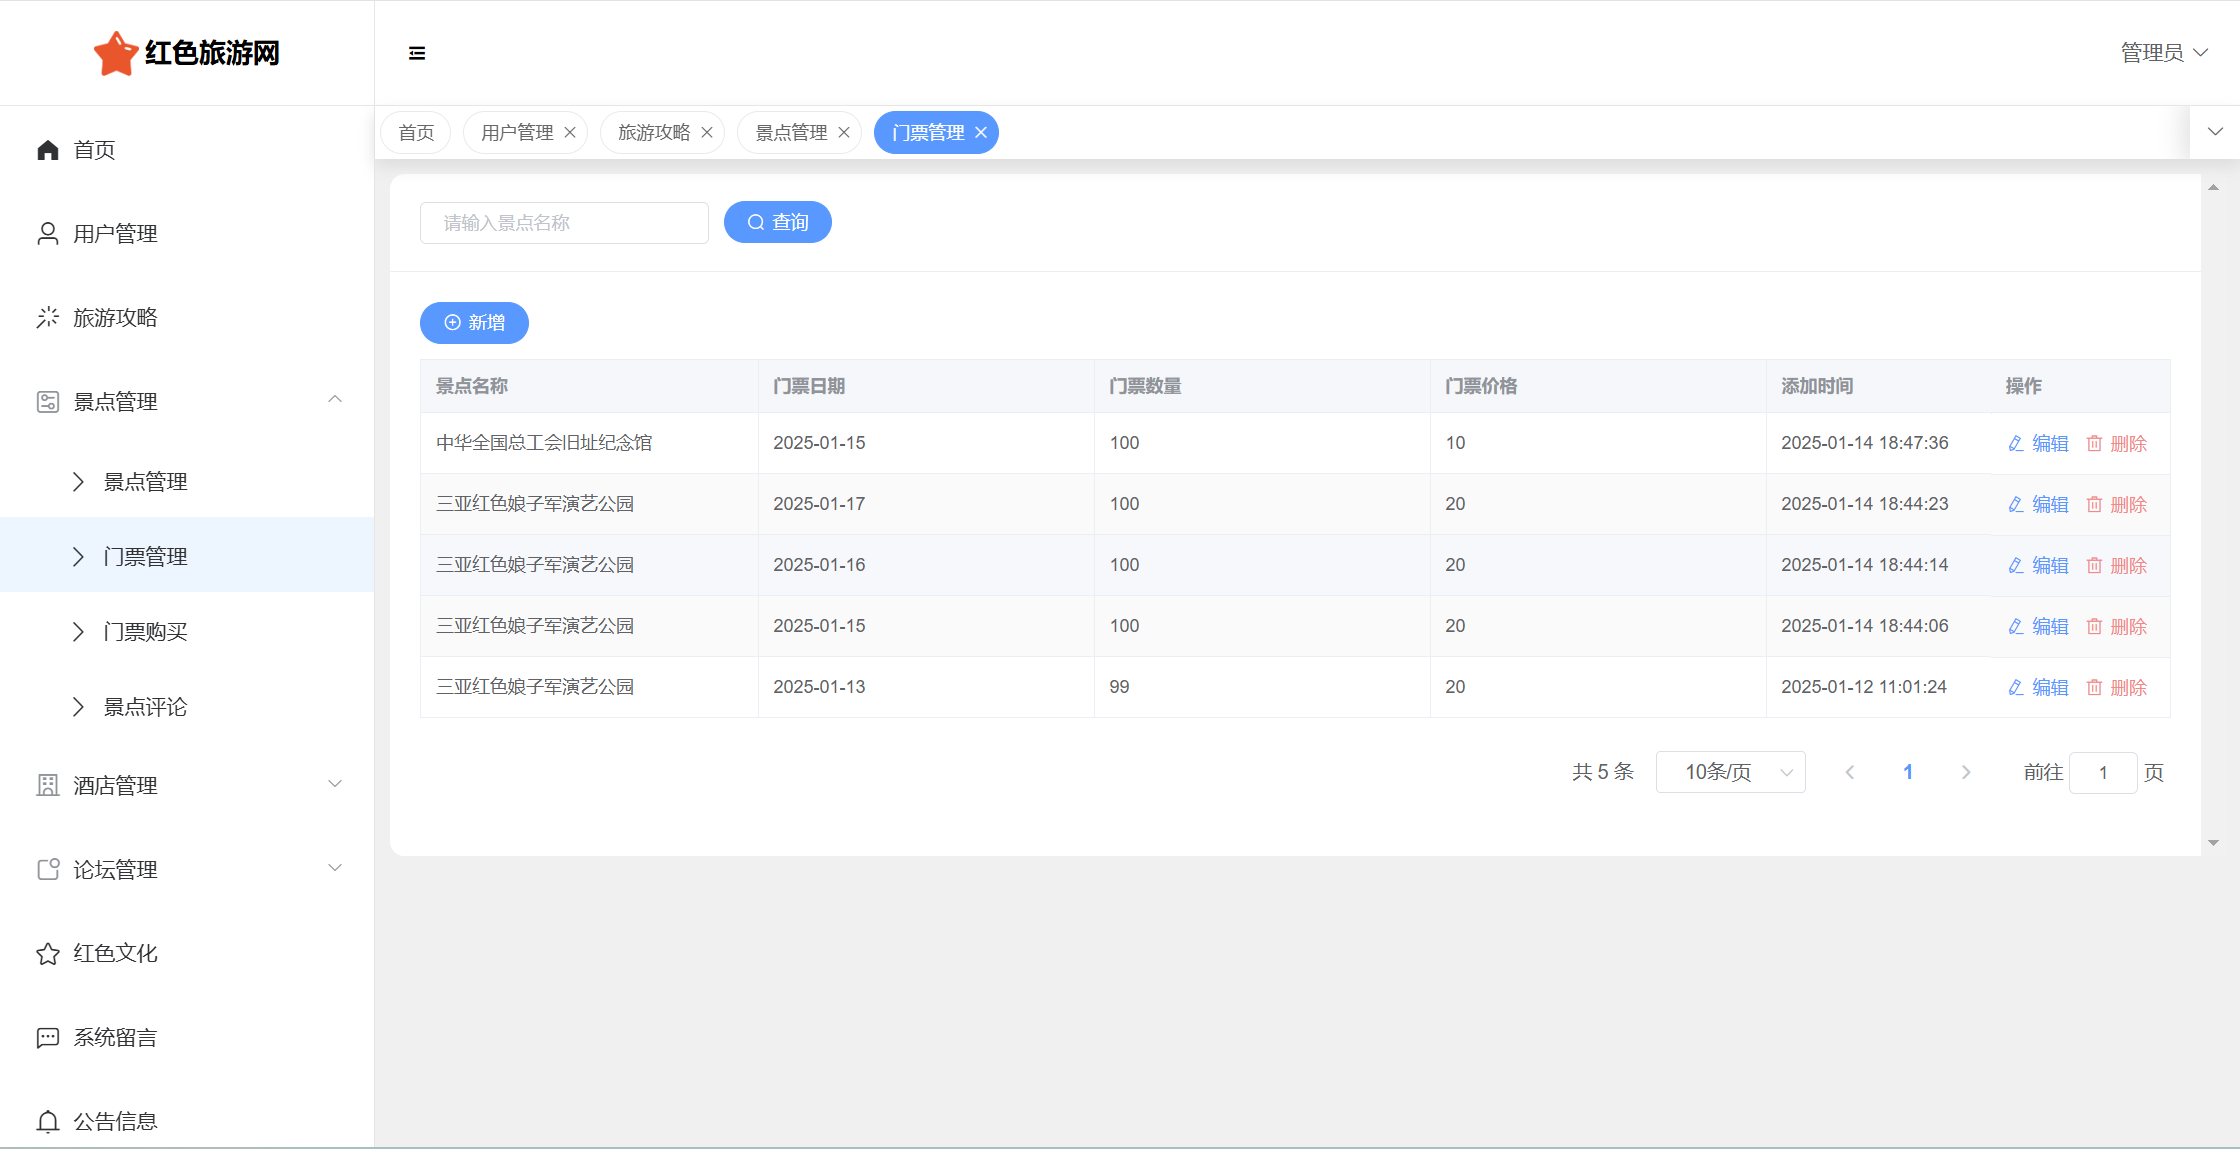 红色旅游网
管理员
首页
用户管理
旅游攻略
景点管理
景点管理
门票管理
门票购买
景点评论
酒店管理
论坛管理
红色文化
系统留言
公告信息
首页 用户管理 旅游攻略 景点管理 门票管理
请输入景点名称 查询
新增
景点名称 门票日期 门票数量 门票价格 添加时间 操作
中华全国总工会旧址纪念馆 2025-01-15 100 10 2025-01-14 18:47:36 编辑 删除
三亚红色娘子军演艺公园 2025-01-17 100 20 2025-01-14 18:44:23 编辑 删除
三亚红色娘子军演艺公园 2025-01-16 100 20 2025-01-14 18:44:14 编辑 删除
三亚红色娘子军演艺公园 2025-01-15 100 20 2025-01-14 18:44:06 编辑 删除
三亚红色娘子军演艺公园 2025-01-13 99 20 2025-01-12 11:01:24 编辑 删除
共 5 条 10条/页 1 前往 1 页